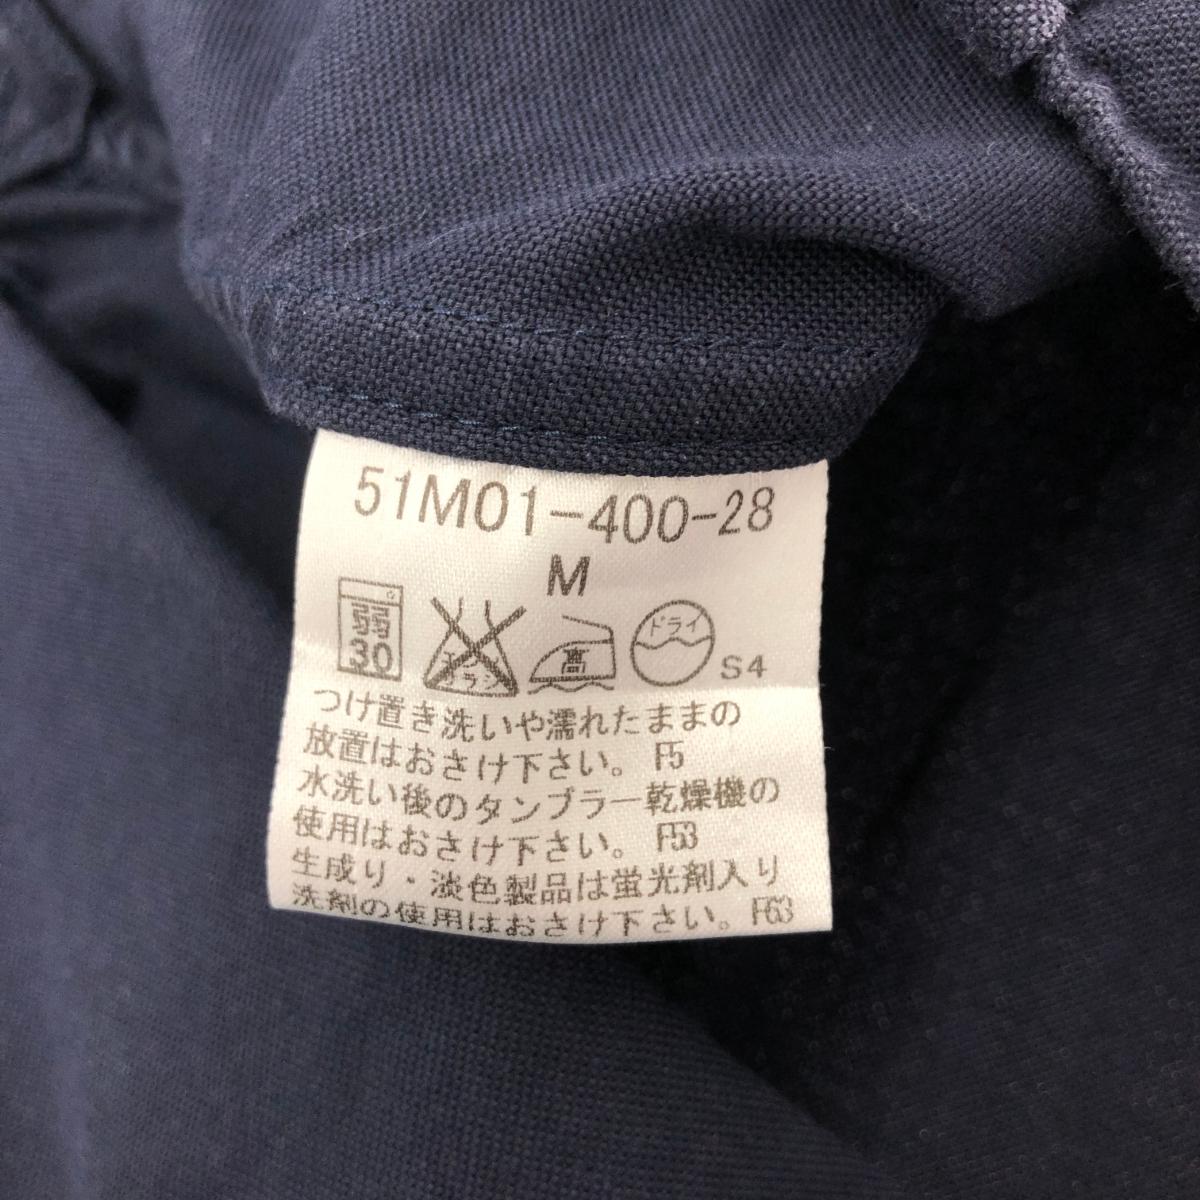 51M01-400-28
M
弱
30
エンソ
サラシ
高
ドライ
S4
つけ置き洗いや濡れたままの
放置はおさけ下さい。F5
水洗い後のタンブラー乾燥機の
使用はおさけ下さい。F53
生成り・淡色製品は蛍光剤入り
洗剤の使用はおさけ下さい。F63